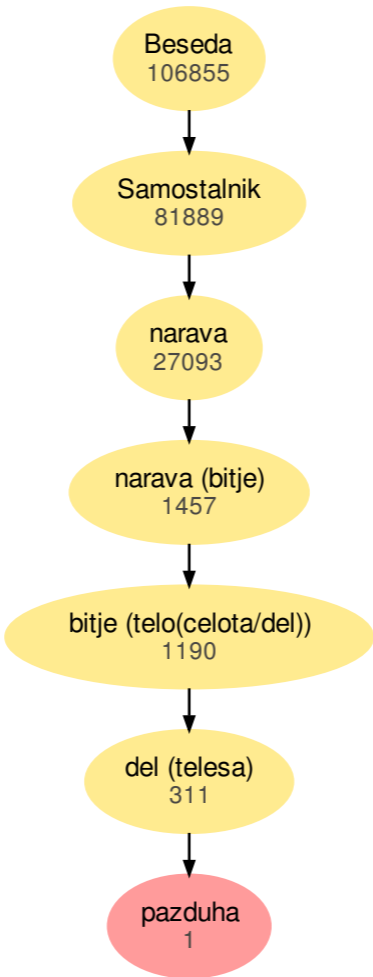 Beseda
106855
Samostalnik
81889
narava
27093
narava (bitje)
1457
bitje (telo(celota/del))
1190
del (telesa)
311
pazduha
1